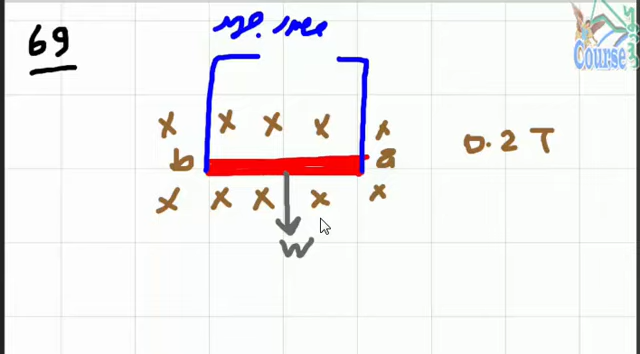 69
x x x x x
b a
0.2 T
x x x x x
W
Course